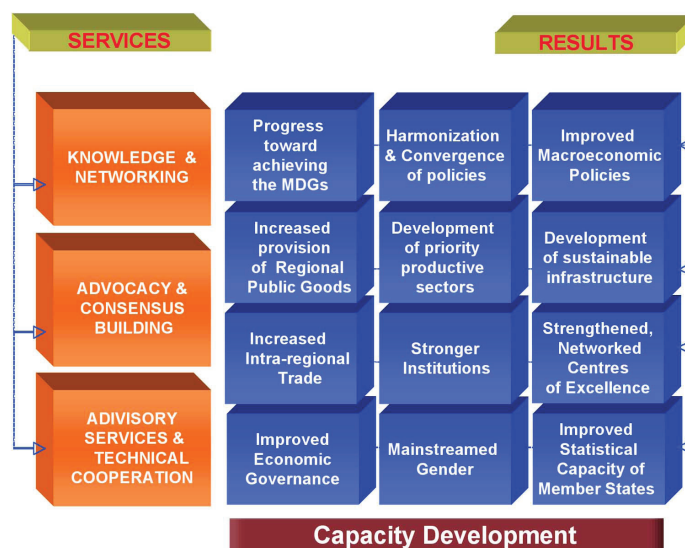 SERVICES
RESULTS
KNOWLEDGE &
NETWORKING
ADVOCACY &
CONSENSUS
BUILDING
ADIVISORY
SERVICES &
TECHNICAL
COOPERATION
Progress
toward
achieving
the MDGs
Harmonization
& Convergence
of policies
Improved
Macroeconomic
Policies
Increased
provision
of Regional
Public Goods
Development
of priority
productive
sectors
Development
of sustainable
infrastructure
Increased
Intra-regional
Trade
Stronger
Institutions
Strengthened,
Networked
Centres
of Excellence
Improved
Economic
Governance
Mainstreamed
Gender
Improved
Statistical
Capacity of
Member States
Capacity Development